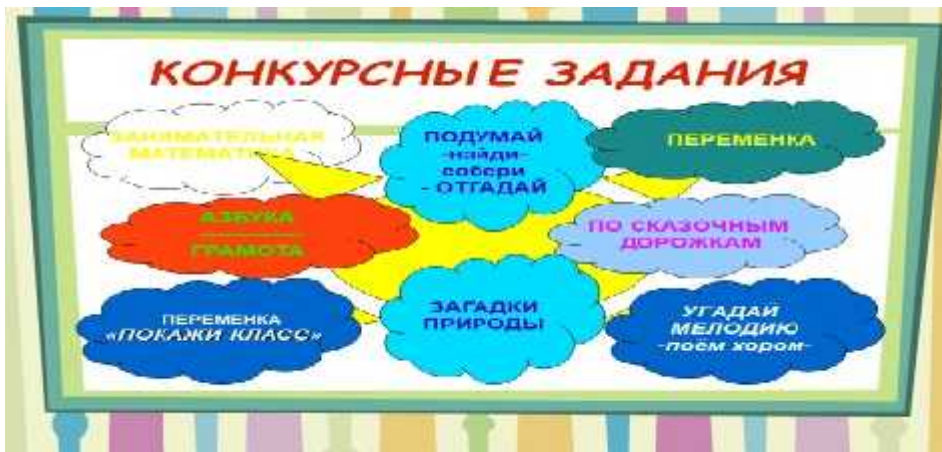 КОНКУРСНЫЕ ЗАДАНИЯ
ЗАНИМАТЕЛЬНАЯ
МАТЕМАТИКА
ПОДУМАЙ
-найди-
собери
- ОТГАДАЙ
ПЕРЕМЕНКА
АЗБУКА
ГРАМОТА
ПО СКАЗОЧНЫМ
ДОРОЖКАМ
ПЕРЕМЕНКА
«ПОКАЖИ КЛАСС»
ЗАГАДКИ
ПРИРОДЫ
УГАДАЙ
МЕЛОДИЮ
-поём хором-